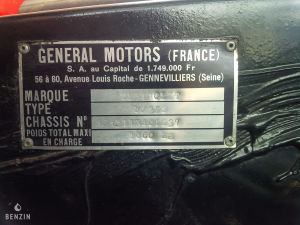 GENERAL MOTORS (FRANCE)
S. A. au Capital de 1.749.000 Fr
56 à 60, Avenue Louis Roche-GENNEVILLIERS (Seine)
MARQUE
TYPE
CHASSIS Nº
POIDS TOTAL MAXI
EN CHARGE
BENZIN